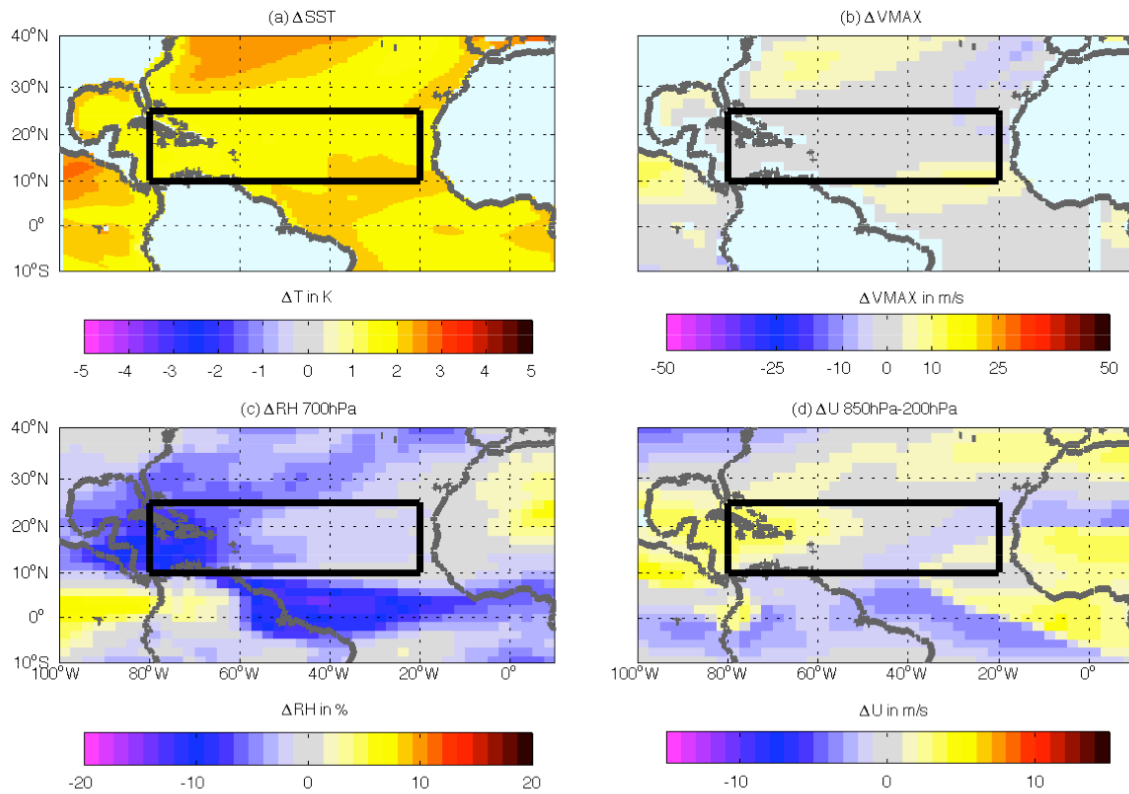 (a) ΔSST
40°N
30°N
20°N
10°N
0°
10°S
ΔT in K
-5 -4 -3 -2 -1 0 1 2 3 4 5
(b) ΔVMAX
ΔVMAX in m/s
-50 -25 -10 0 10 25 50
(c) ΔRH 700hPa
40°N
30°N
20°N
10°N
0°
10°S
100°W 80°W 60°W 40°W 20°W 0°
ΔRH in %
-20 -10 0 10 20
(d) ΔU 850hPa-200hPa
100°W 80°W 60°W 40°W 20°W 0°
ΔU in m/s
-10 0 10